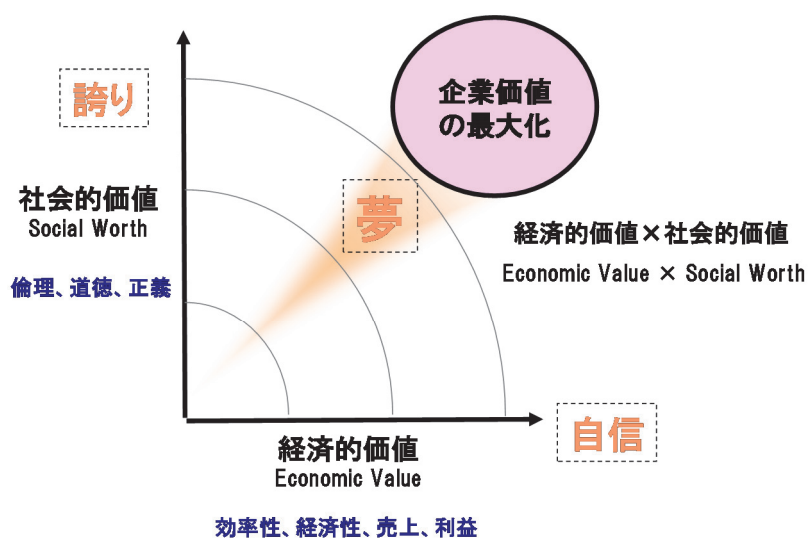 誇り
企業価値
の最大化
社会的価値
Social Worth
夢
経済的価値×社会的価値
Economic Value × Social Worth
倫理、道徳、正義
自信
経済的価値
Economic Value
効率性、経済性、売上、利益